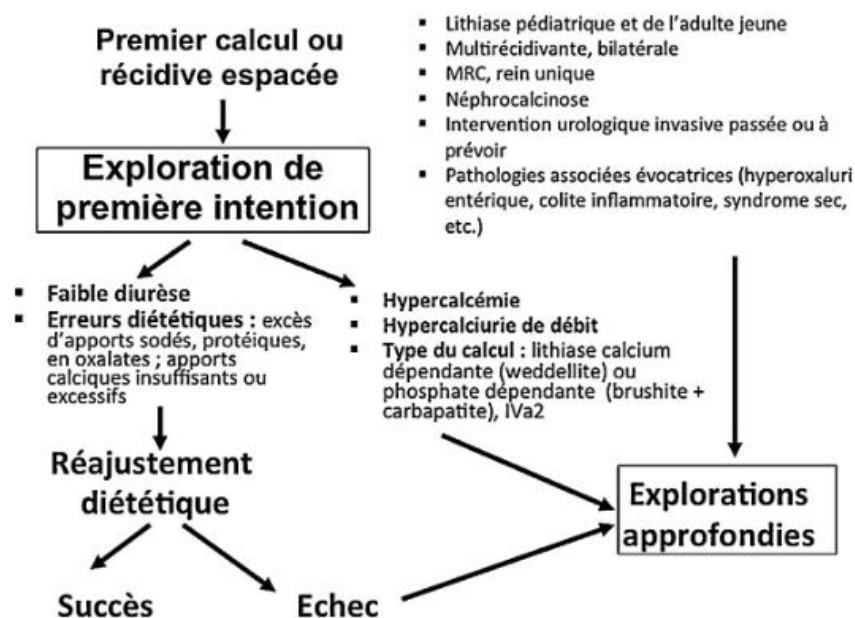 Premier calcul ou
récidive espacée
Exploration de
première intention
▪ Faible diurèse
▪ Erreurs diététiques : excès
d'apports sodés, protéiques,
en oxalates ; apports
calciques insuffisants ou
excessifs
Réajustement
diététique
Succès
Echec
▪ Hypercalcémie
▪ Hypercalciurie de débit
▪ Type du calcul : lithiase calcium
dépendante (weddellite) ou
phosphate dépendante (brushite +
carbapatite), IVa2
▪ Lithiase pédiatrique et de l'adulte jeune
▪ Multirécidivante, bilatérale
▪ MRC, rein unique
▪ Néphrocalcinose
▪ Intervention urologique invasive passée ou à
prévoir
▪ Pathologies associées évocatrices (hyperoxaluri
entérique, colite inflammatoire, syndrome sec,
etc.)
Explorations
approfondies